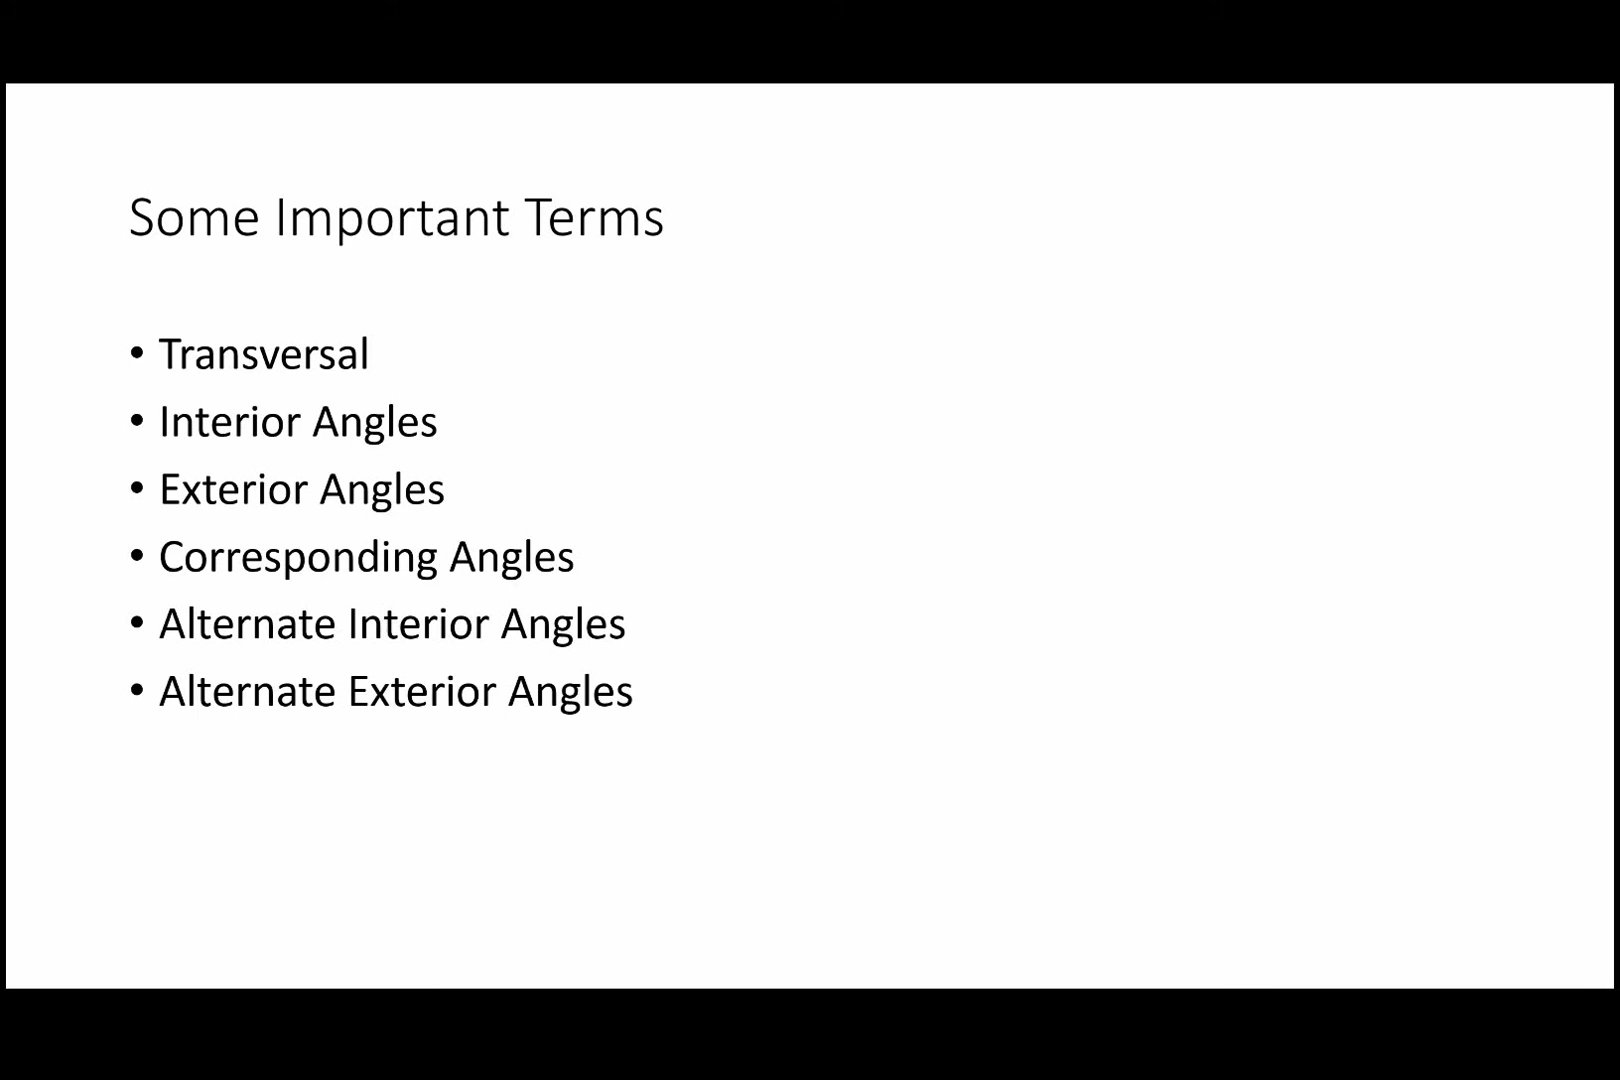 Some Important Terms
• Transversal
• Interior Angles
• Exterior Angles
• Corresponding Angles
• Alternate Interior Angles
• Alternate Exterior Angles